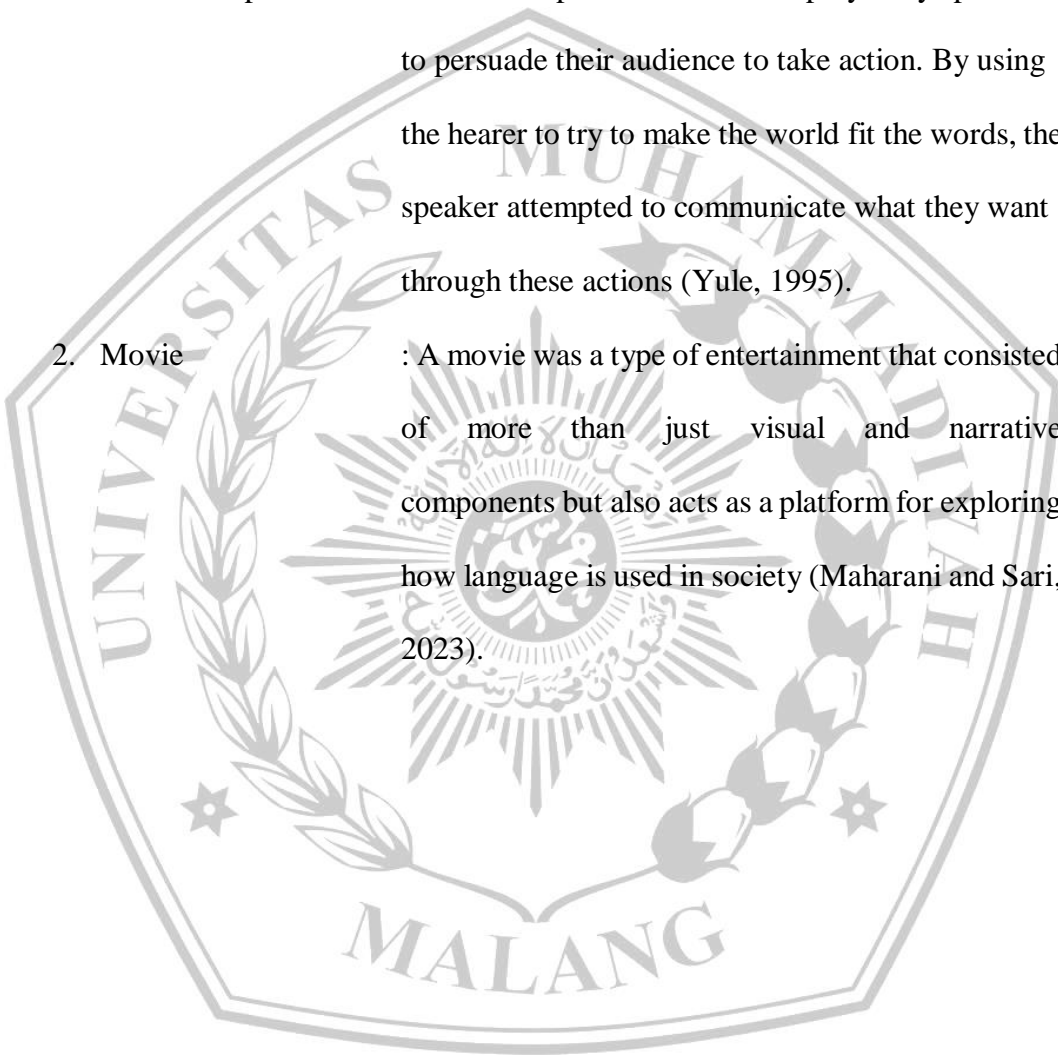 to persuade their audience to take action. By using
the hearer to try to make the world fit the words, the
speaker attempted to communicate what they want
through these actions (Yule, 1995).
2. Movie : A movie was a type of entertainment that consisted
of more than just visual and narrative
components but also acts as a platform for exploring
how language is used in society (Maharani and Sari,
2023).
UNIVERSITAS MUHAMMADIYAH
MALANG